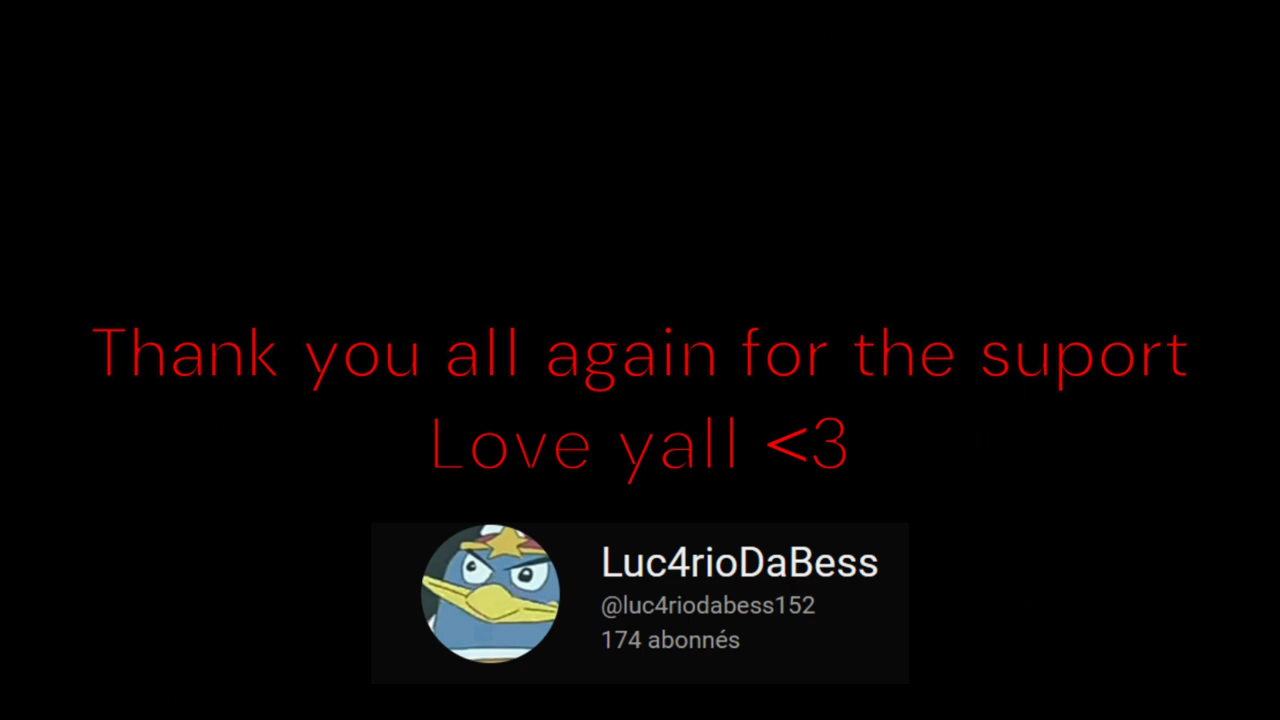 Thank you all again for the suport
Love yall <3
Luc4rioDaBess
@luc4riodabess152
174 abonnés